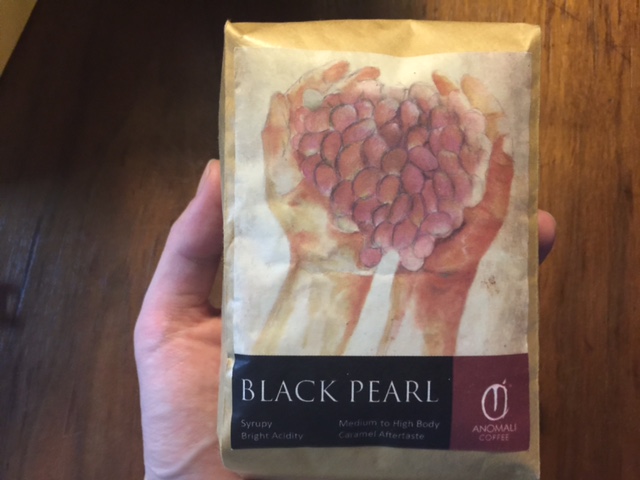 BLACK PEARL
Syrupy
Bright Acidity
Medium to High Body
Caramel Aftertaste
ANOMALI
COFFEE